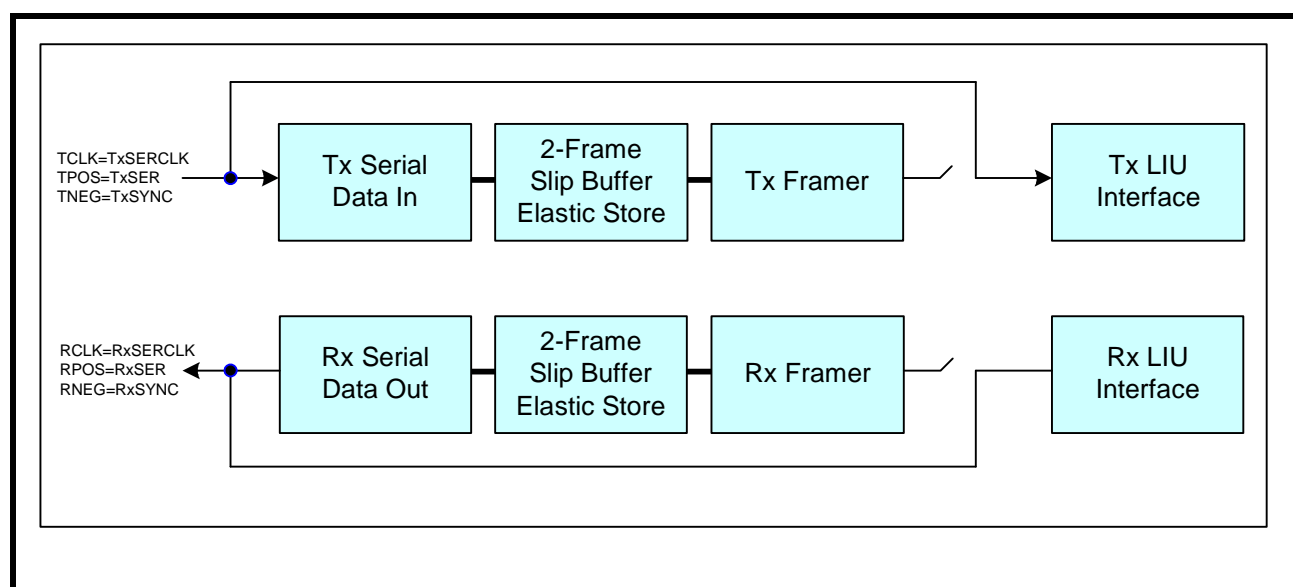 TCLK=TxSERCLK
TPOS=TxSER
TNEG=TxSYNC
Tx Serial
Data In
2-Frame
Slip Buffer
Elastic Store
Tx Framer
Tx LIU
Interface
RCLK=RxSERCLK
RPOS=RxSER
RNEG=RxSYNC
Rx Serial
Data Out
2-Frame
Slip Buffer
Elastic Store
Rx Framer
Rx LIU
Interface